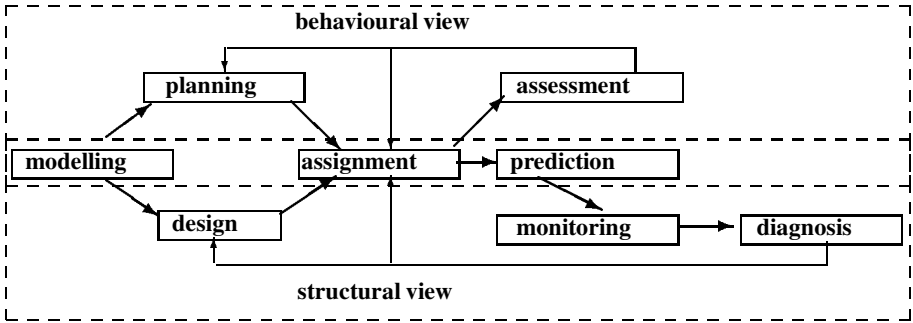 behavioural view
planning
assessment
modelling
assignment
prediction
design
monitoring
diagnosis
structural view